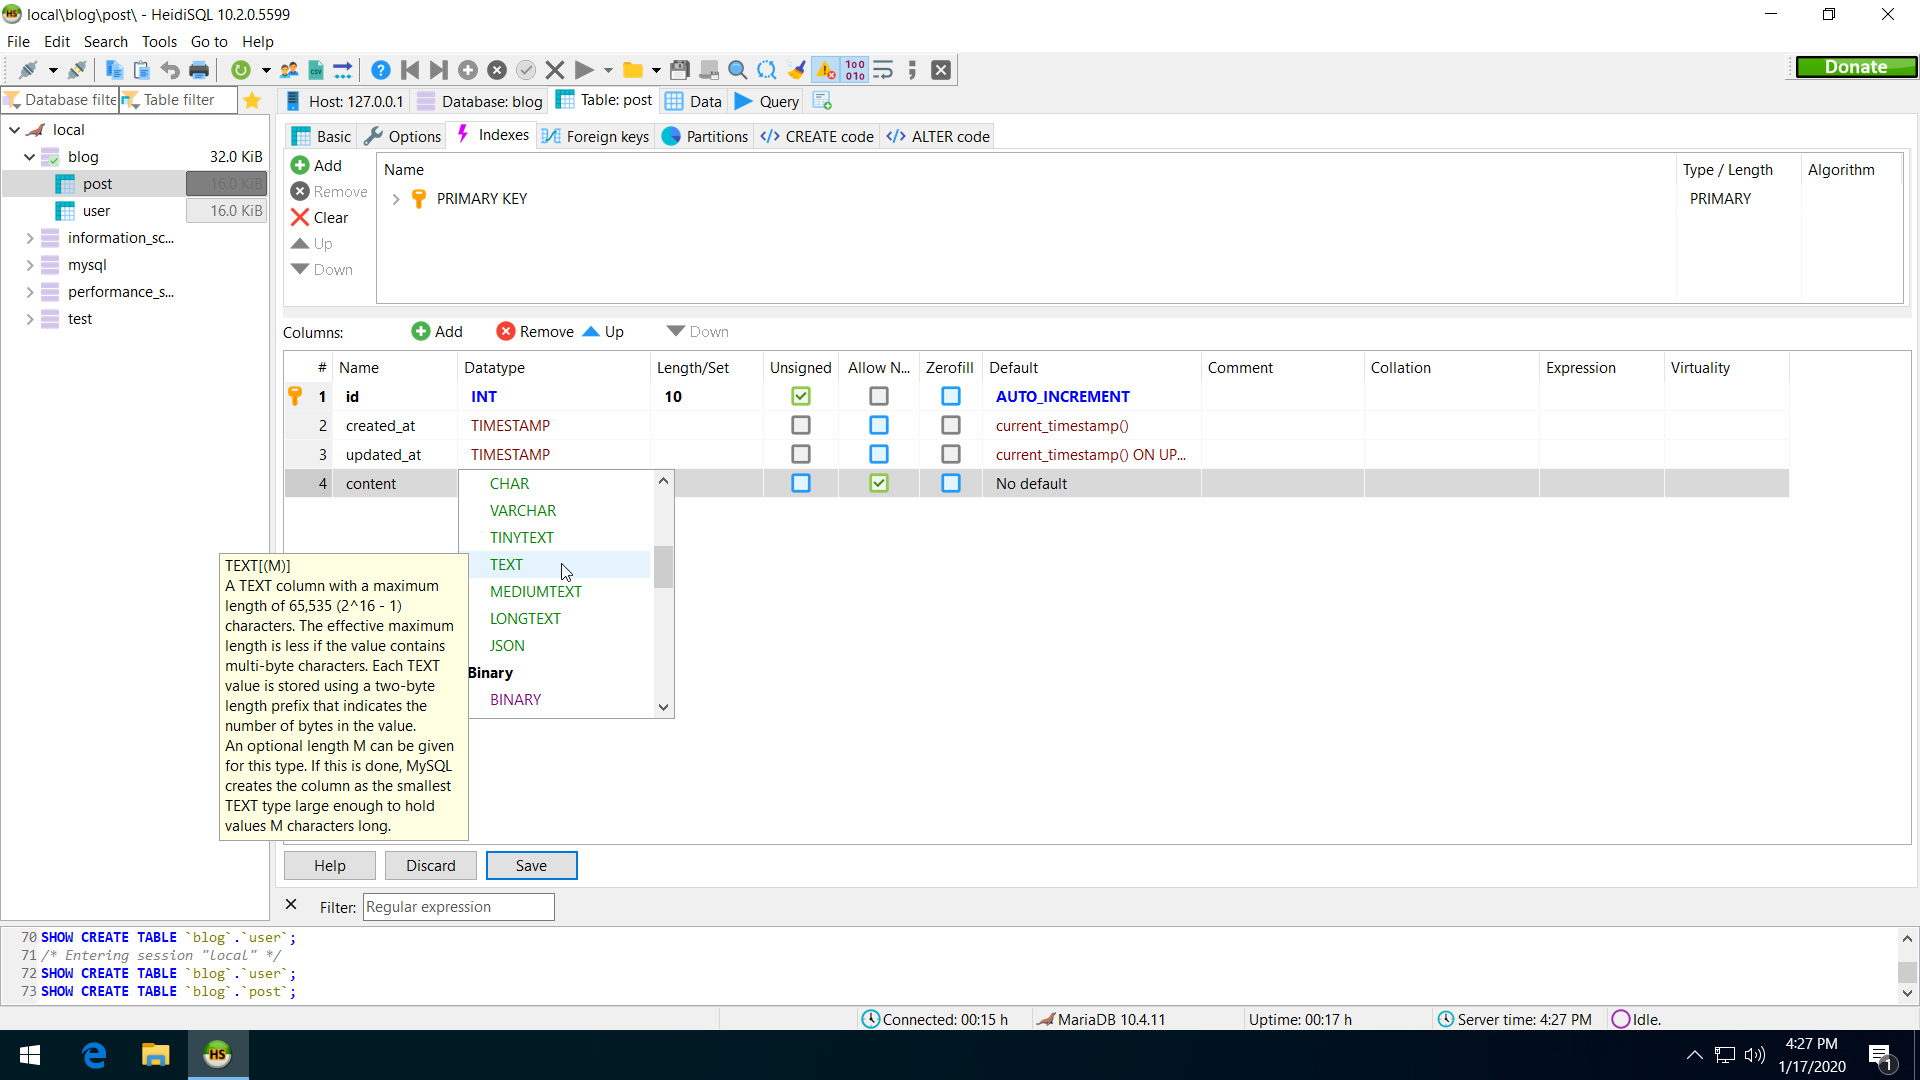 local\blog\post\ - HeidiSQL 10.2.0.5599
File Edit Search Tools Go to Help
Donate
Database filte Table filter
Host: 127.0.0.1 Database: blog Table: post Data Query
local
blog 32.0 KiB
post 16.0 KiB
user 16.0 KiB
information_sc...
mysql
performance_s...
test
Basic Options Indexes Foreign keys Partitions CREATE code ALTER code
Add
Remove
Clear
Up
Down
Name Type / Length Algorithm
PRIMARY KEY PRIMARY
Columns: Add Remove Up Down
# Name Datatype Length/Set Unsigned Allow N... Zerofill Default Comment Collation Expression Virtuality
1 id INT 10 AUTO_INCREMENT
2 created_at TIMESTAMP current_timestamp()
3 updated_at TIMESTAMP current_timestamp() ON UP...
4 content No default
CHAR
VARCHAR
TINYTEXT
TEXT
MEDIUMTEXT
LONGTEXT
JSON
Binary
BINARY
TEXT[(M)]
A TEXT column with a maximum
length of 65,535 (2^16 - 1)
characters. The effective maximum
length is less if the value contains
multi-byte characters. Each TEXT
value is stored using a two-byte
length prefix that indicates the
number of bytes in the value.
An optional length M can be given
for this type. If this is done, MySQL
creates the column as the smallest
TEXT type large enough to hold
values M characters long.
Help Discard Save
Filter: Regular expression
70 SHOW CREATE TABLE `blog`.`user`;
71 /* Entering session "local" */
72 SHOW CREATE TABLE `blog`.`user`;
73 SHOW CREATE TABLE `blog`.`post`;
Connected: 00:15 h MariaDB 10.4.11 Uptime: 00:17 h Server time: 4:27 PM Idle.
HS
4:27 PM
1/17/2020
1